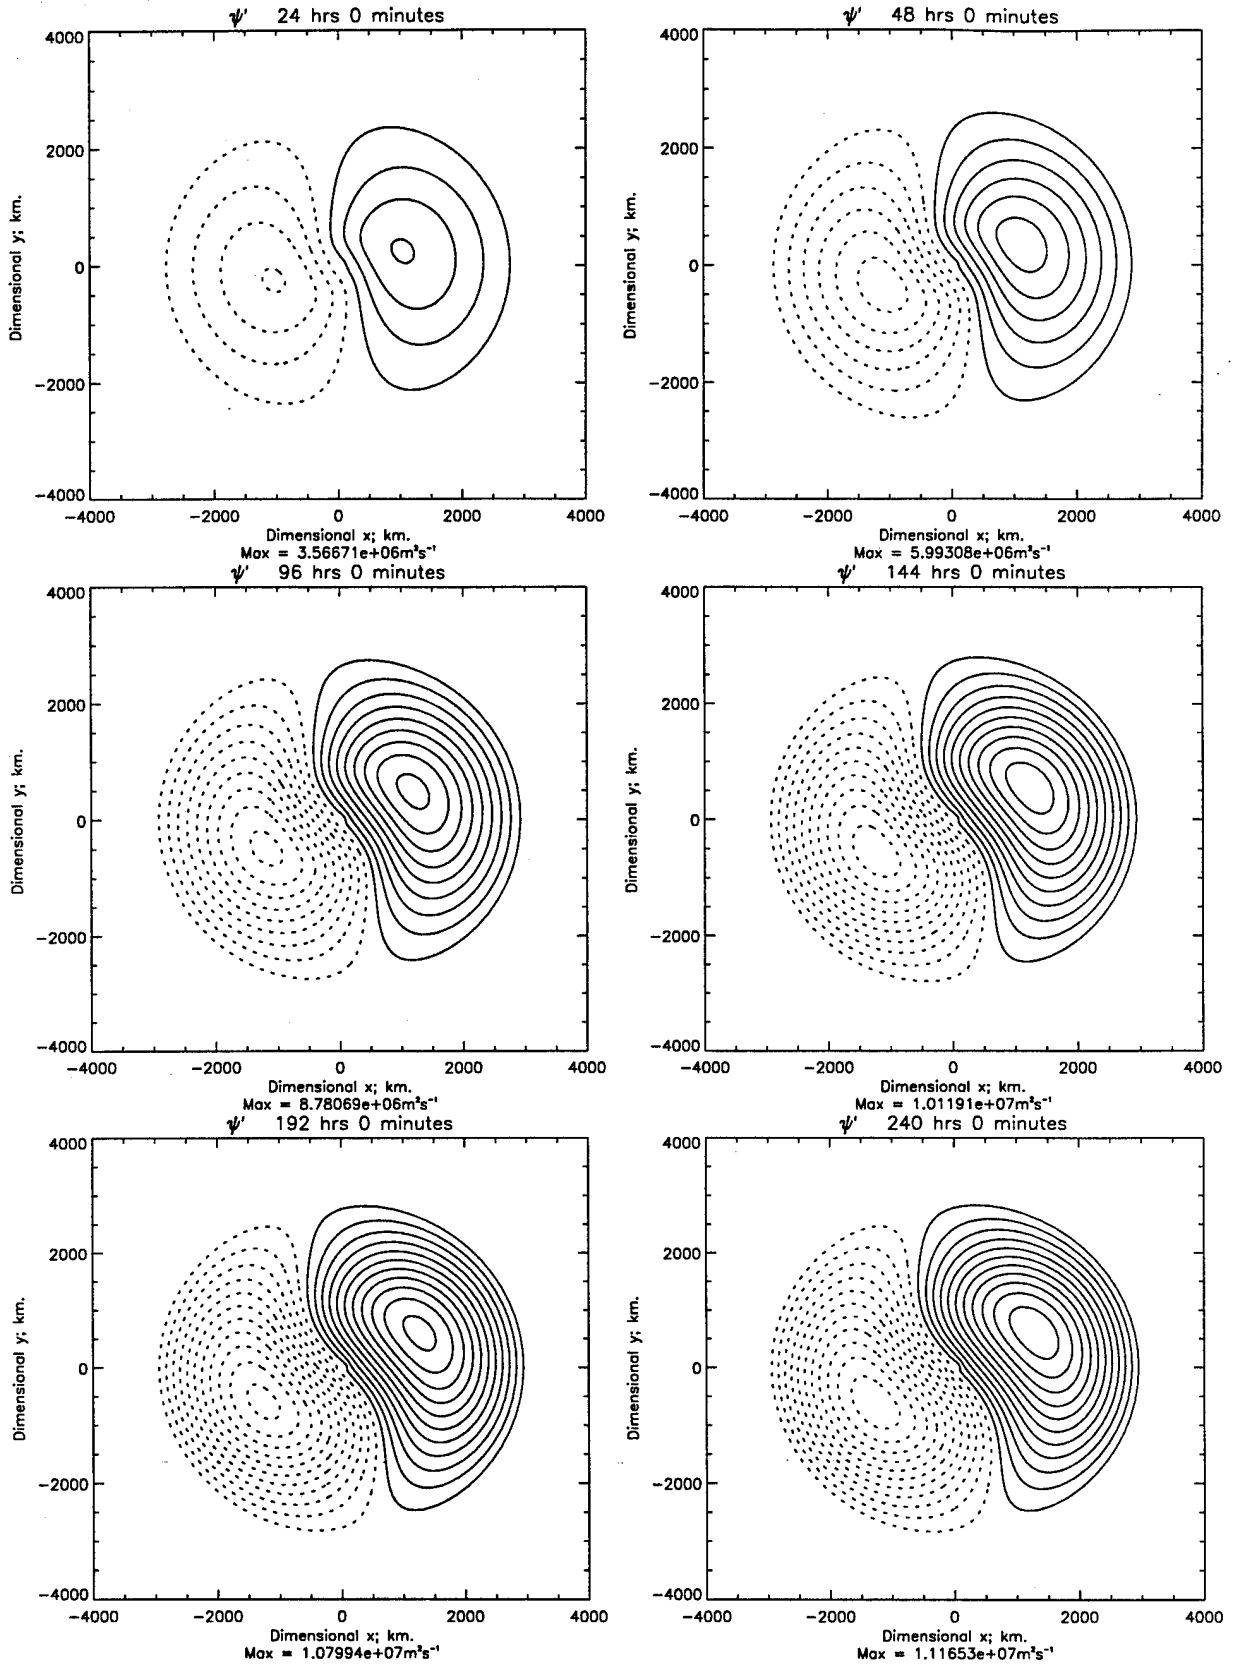 ψ' 24 hrs 0 minutes
4000
2000
0
−2000
−4000
Dimensional y; km.
−4000 −2000 0 2000 4000
Dimensional x; km.
Max = 3.56671e+06m²s⁻¹
ψ' 48 hrs 0 minutes
4000
2000
0
−2000
−4000
Dimensional y; km.
−4000 −2000 0 2000 4000
Dimensional x; km.
Max = 5.99308e+06m²s⁻¹
ψ' 96 hrs 0 minutes
4000
2000
0
−2000
−4000
Dimensional y; km.
−4000 −2000 0 2000 4000
Dimensional x; km.
Max = 8.78069e+06m²s⁻¹
ψ' 144 hrs 0 minutes
4000
2000
0
−2000
−4000
Dimensional y; km.
−4000 −2000 0 2000 4000
Dimensional x; km.
Max = 1.01191e+07m²s⁻¹
ψ' 192 hrs 0 minutes
4000
2000
0
−2000
−4000
Dimensional y; km.
−4000 −2000 0 2000 4000
Dimensional x; km.
Max = 1.07994e+07m²s⁻¹
ψ' 240 hrs 0 minutes
4000
2000
0
−2000
−4000
Dimensional y; km.
−4000 −2000 0 2000 4000
Dimensional x; km.
Max = 1.11653e+07m²s⁻¹